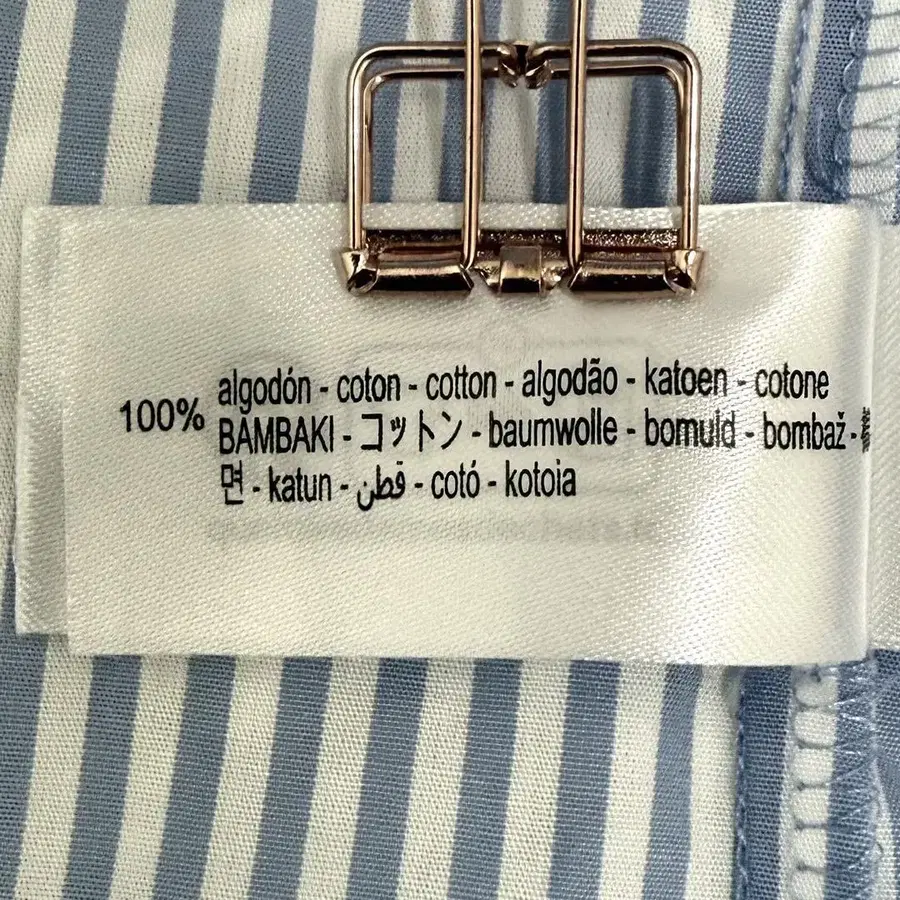 100% algodón - coton - cotton - algodão - katoen - cotone
BAMBAKI - コットン - baumwolle - bomuld - bombaž -
면 - katun - قطن - cotó - kotoia